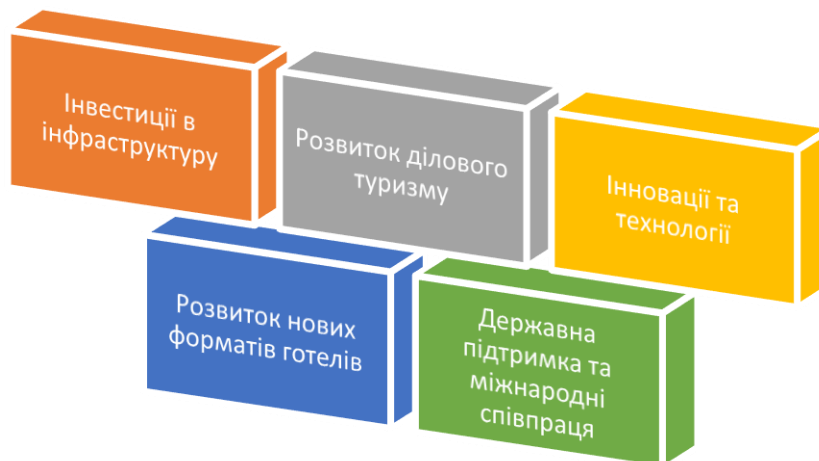 Інвестиції в
інфраструктуру
Розвиток ділового
туризму
Інновації та
технології
Розвиток нових
форматів готелів
Державна
підтримка та
міжнародні
співпраця